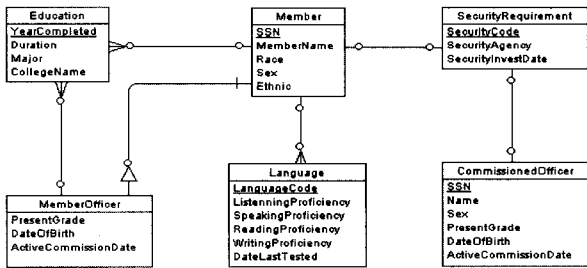 Education
YearCompleted
Duration
Major
CollegeName
Member
SSN
MemberName
Race
Sex
Ethnic
SecurityRequirement
SecurityCode
SecurityAgency
SecurityInvestDate
MemberOfficer
PresentGrade
DateOfBirth
ActiveCommissionDate
Language
LanguageCode
ListenningProficiency
SpeakingProficiency
ReadingProficiency
WritingProficiency
DateLastTested
CommissionedOfficer
SSN
Name
Sex
PresentGrade
DateOfBirth
ActiveCommissionDate